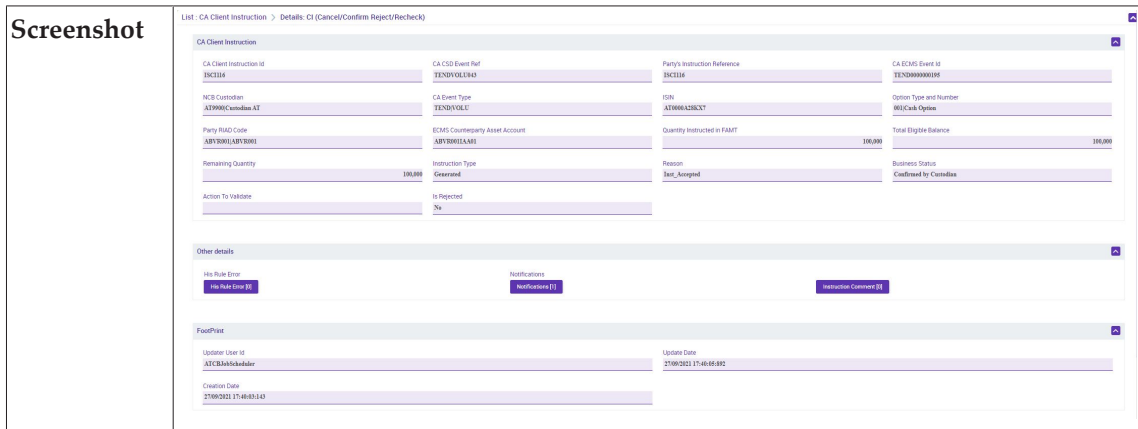 Screenshot
List : CA Client Instruction > Details: CI (Cancel/Confirm Reject/Recheck)
CA Client Instruction
CA Client Instruction Id
CA CSD Event Ref
Party's Instruction Reference
CA ECMS Event Id
ISCI116
TENDVOLU043
ISCI116
TEND0000000195
NCB Custodian
CA Event Type
ISIN
Option Type and Number
AT9900|Custodian AT
TEND|VOLU
AT0000A28KX7
001|Cash Option
Party RIAD Code
ECMS Counterparty Asset Account
Quantity Instructed in FAMT
Total Eligible Balance
ABVR001|ABVR001
ABVR001IAA01
100,000
100,000
Remaining Quantity
Instruction Type
Reason
Business Status
100,000
Generated
Inst_Accepted
Confirmed by Custodian
Action To Validate
Is Rejected
No
Other details
His Rule Error
Notifications
His Rule Error [0]
Notifications [1]
Instruction Comment [0]
FootPrint
Updater User Id
Update Date
ATCBJobScheduler
27/09/2021 17:40:05:892
Creation Date
27/09/2021 17:40:03:143